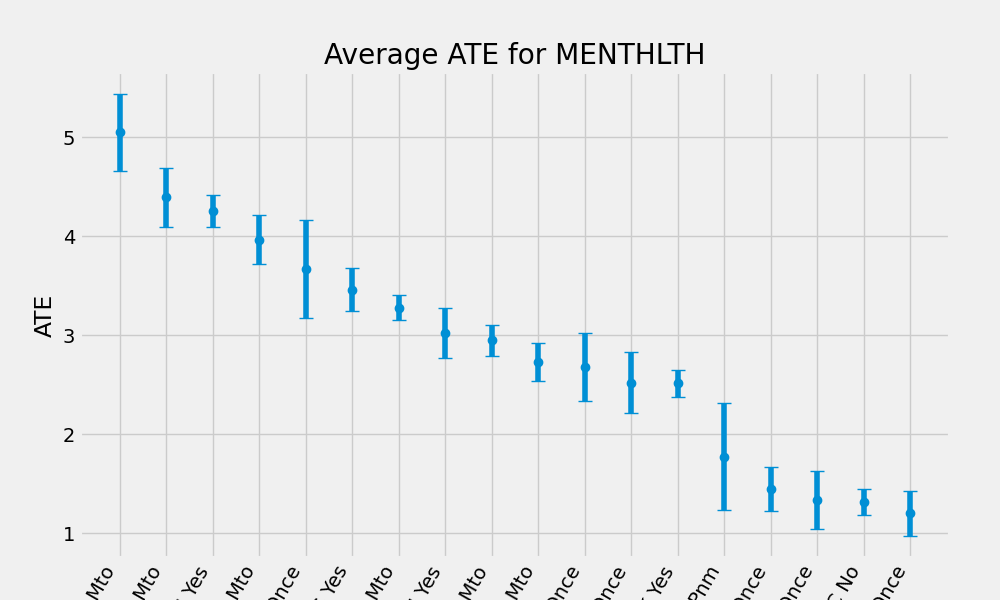 Average ATE for MENTHLTH
ATE
5
4
3
2
1
Mto
Mto
Yes
Mto
Once
Yes
Mto
Yes
Mto
Mto
Once
Once
Yes
Pnm
Once
Once
No
Once